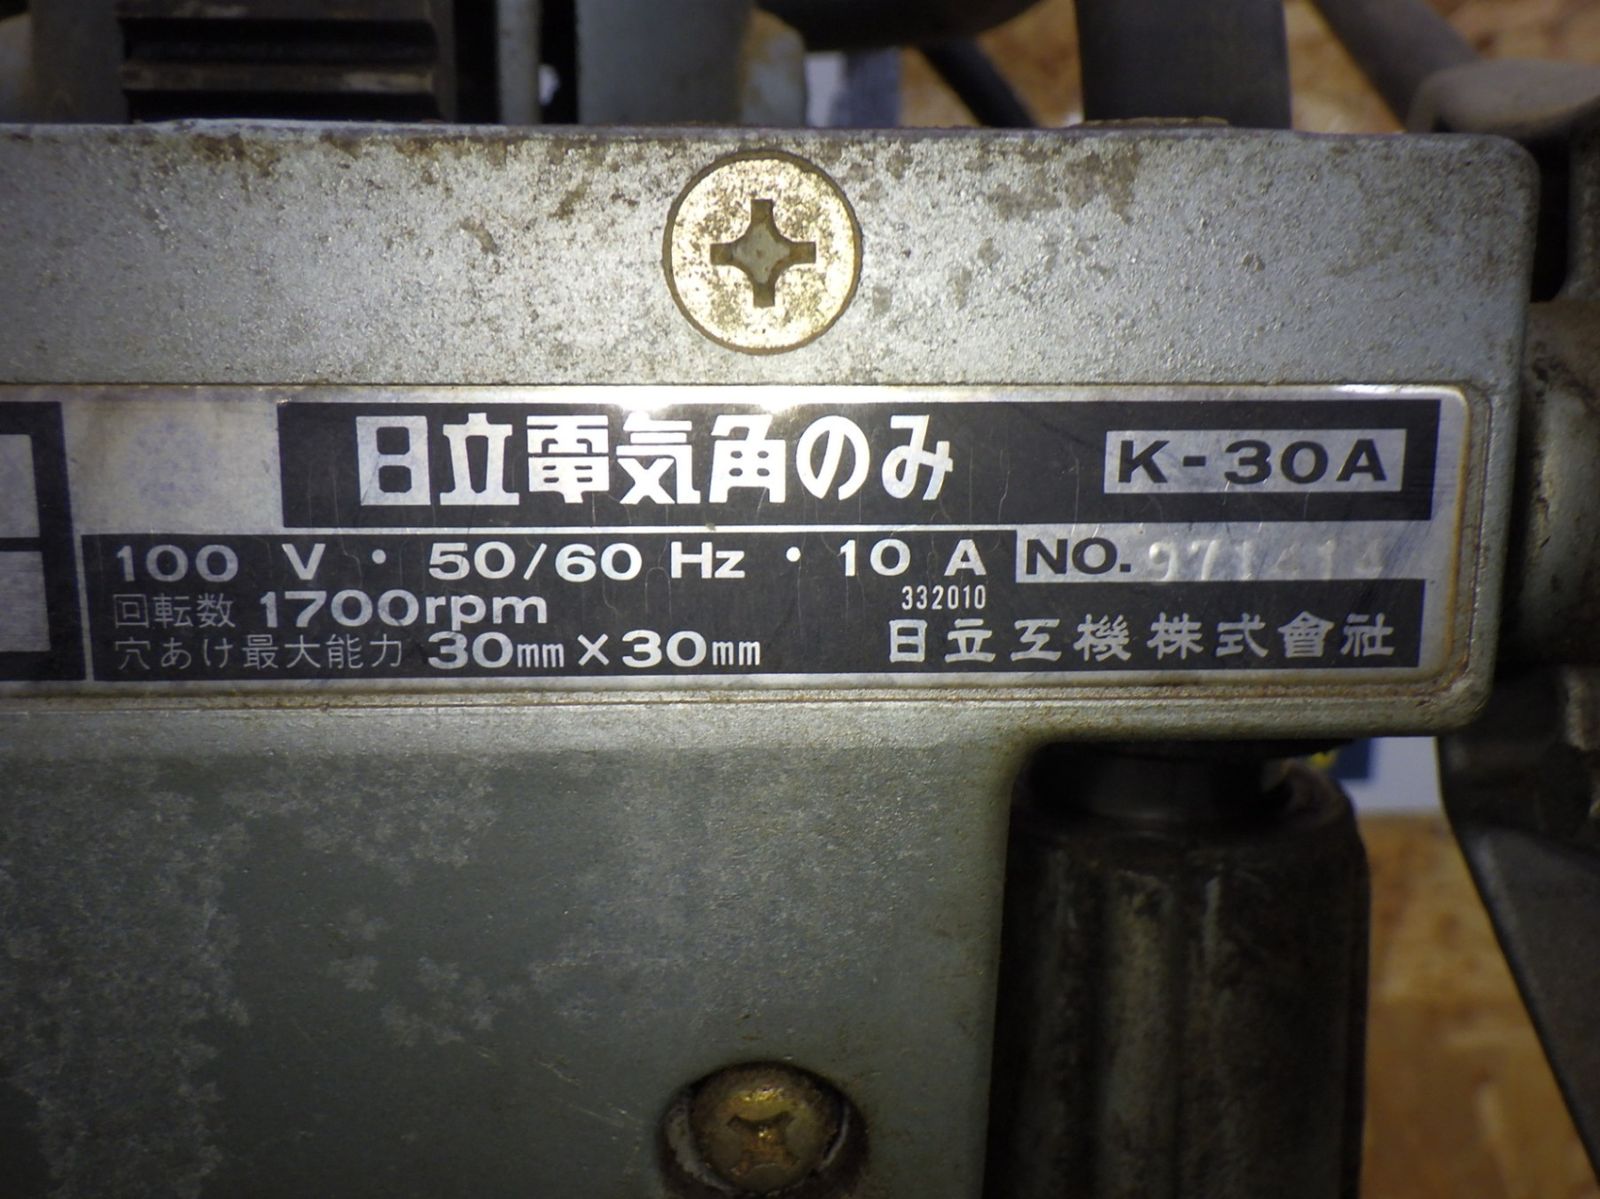 日立電気角のみ K-30A
100 V・50/60 Hz・10 A NO.
332010
回転数 1700rpm
穴あけ最大能力 30mm×30mm
日立工機株式會社